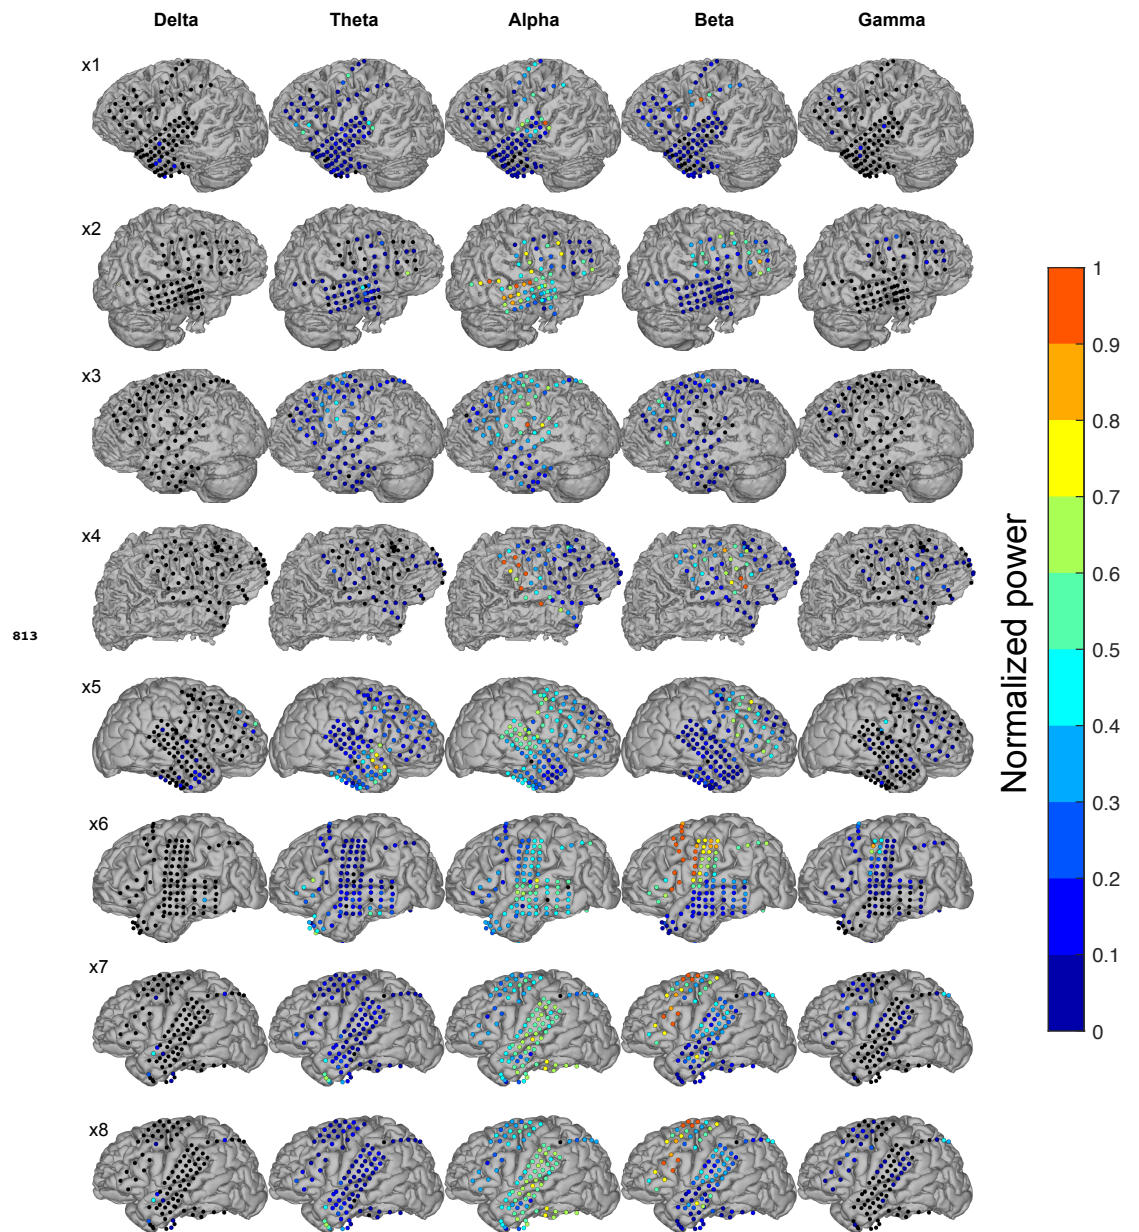 Delta Theta Alpha Beta Gamma
x1
x2
x3
x4
813
x5
x6
x7
x8
Normalized power
1
0.9
0.8
0.7
0.6
0.5
0.4
0.3
0.2
0.1
0